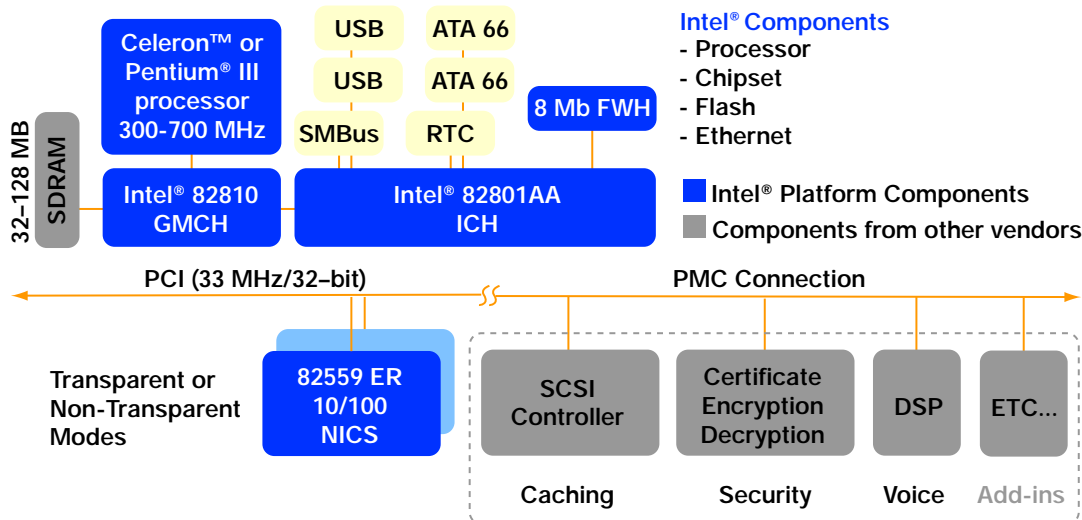 Celeron™ or
Pentium® III
processor
300-700 MHz
USB
USB
SMBus
ATA 66
ATA 66
RTC
8 Mb FWH
Intel® Components
- Processor
- Chipset
- Flash
- Ethernet
32–128 MB
SDRAM
Intel® 82810
GMCH
Intel® 82801AA
ICH
Intel® Platform Components
Components from other vendors
PCI (33 MHz/32–bit)
PMC Connection
Transparent or
Non-Transparent
Modes
82559 ER
10/100
NICS
SCSI
Controller
Certificate
Encryption
Decryption
DSP
ETC...
Caching
Security
Voice
Add-ins